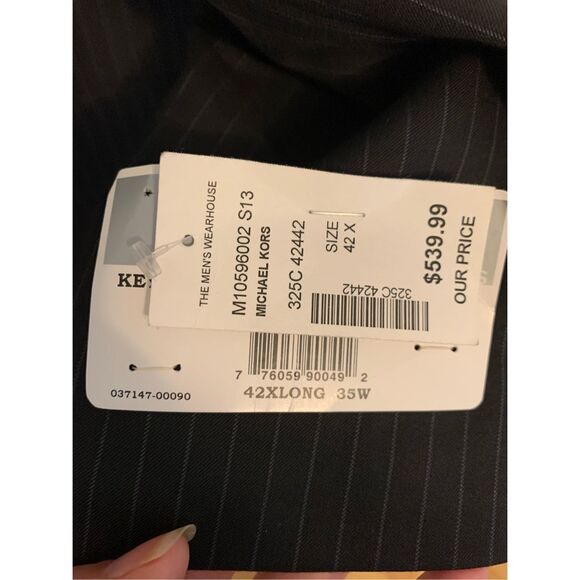 THE MEN'S WEARHOUSE
M10596002 S13
MICHAEL KORS
325C 42442
SIZE
42 X
325C 42442
$539.99
OUR PRICE
7 76059 90049 2
037147-00090
42XLONG 35W